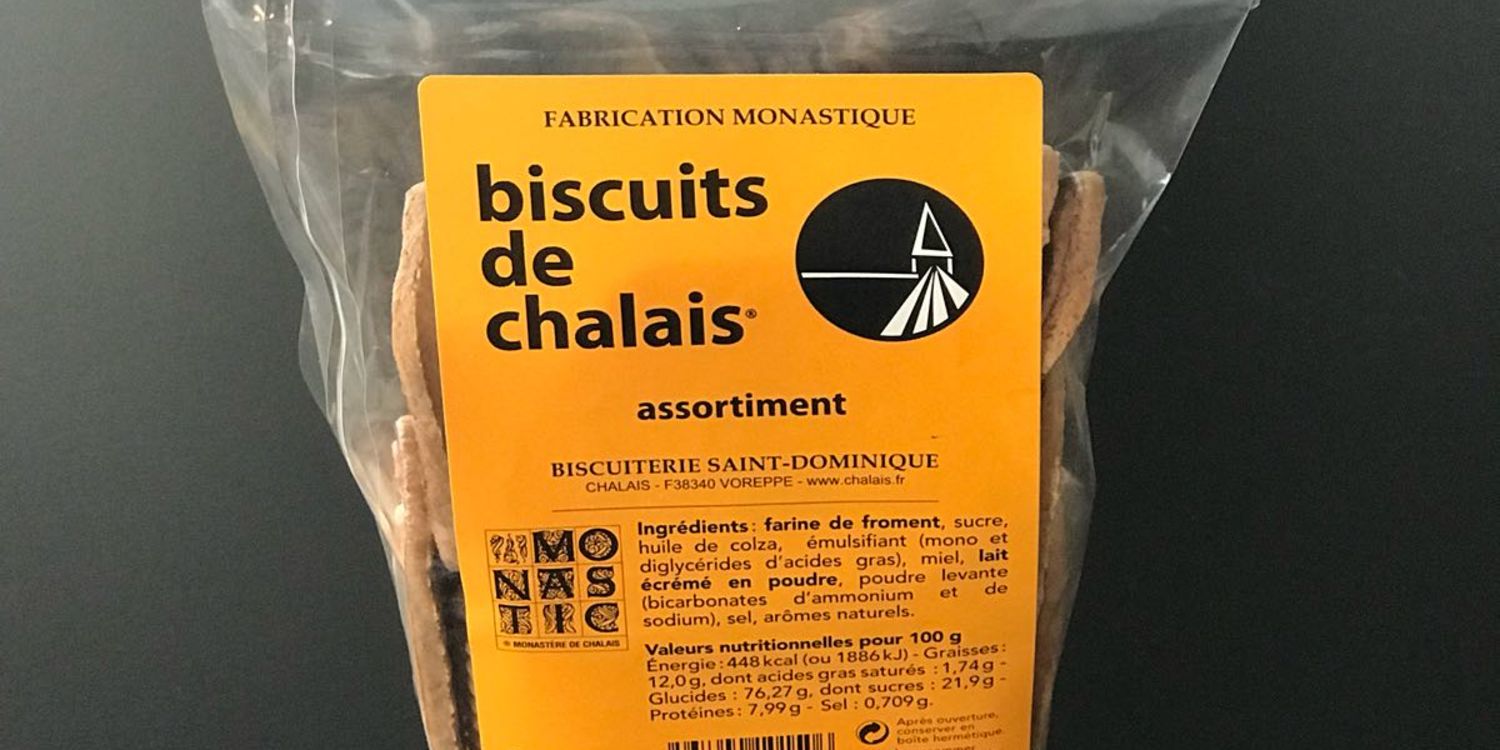 FABRICATION MONASTIQUE
biscuits
de
chalais®
assortiment
BISCUITERIE SAINT-DOMINIQUE
CHALAIS - F38340 VOREPPE - www.chalais.fr
MO
NAS
TIC
® MONASTÈRE DE CHALAIS
Ingrédients : farine de froment, sucre,
huile de colza, émulsifiant (mono et
diglycérides d'acides gras), miel, lait
écrémé en poudre, poudre levante
(bicarbonates d'ammonium et de
sodium), sel, arômes naturels.
Valeurs nutritionnelles pour 100 g
Énergie : 448 kcal (ou 1886 kJ) - Graisses :
12,0 g, dont acides gras saturés : 1,74 g -
Glucides : 76,27 g, dont sucres : 21,9 g -
Protéines : 7,99 g - Sel : 0,709 g.
Après ouverture,
conserver en
boîte hermétique.